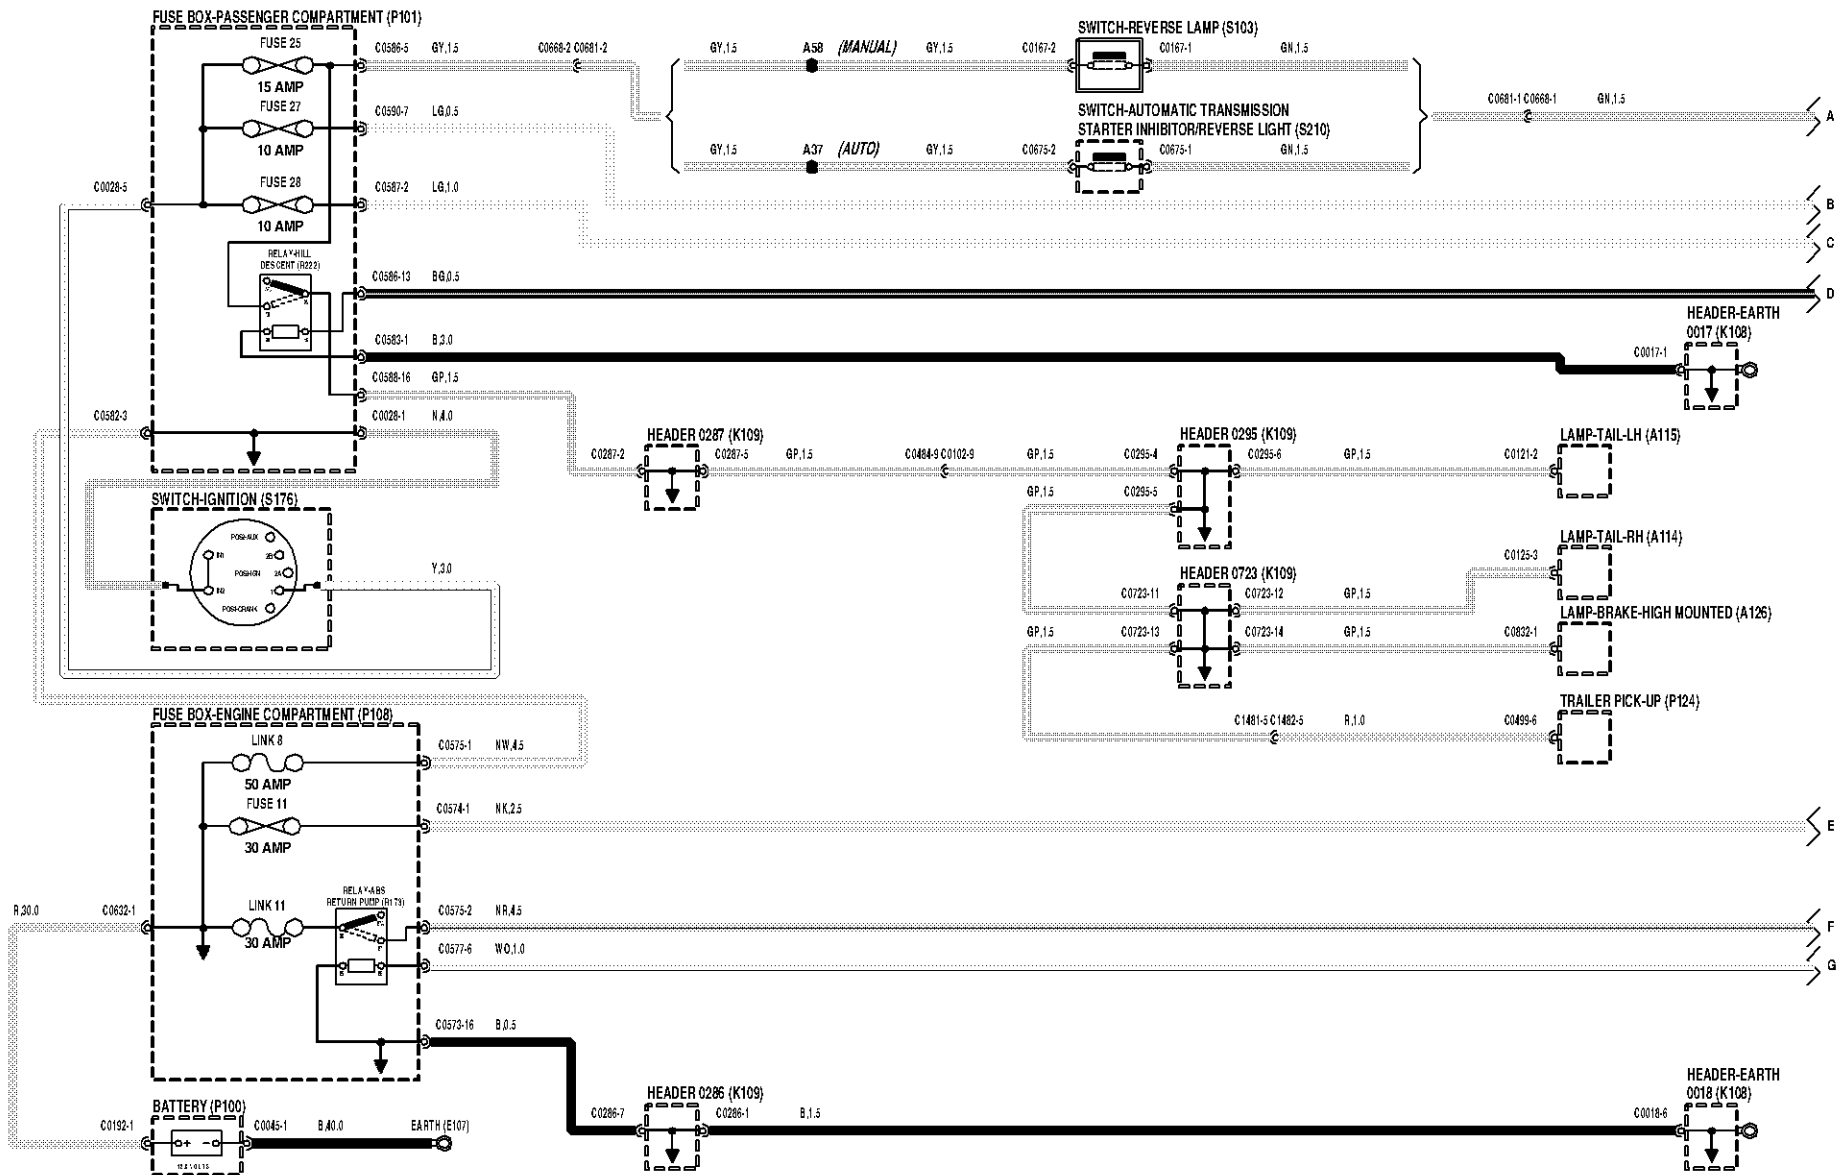 FUSE BOX-PASSENGER COMPARTMENT (P101)
FUSE 25
15 AMP
FUSE 27
10 AMP
FUSE 28
10 AMP
C0028-5
RELAY-HILL
DESCENT (R222)
C0582-3
C0586-5 GY,1.5 C0668-2 C0681-2
GY,1.5 A58 (MANUAL) GY,1.5 C0167-2
SWITCH-REVERSE LAMP (S103)
C0167-1 GN,1.5
C0590-7 LG,0.5
SWITCH-AUTOMATIC TRANSMISSION
STARTER INHIBITOR/REVERSE LIGHT (S210)
C0681-1 C0668-1 GN,1.5 A
GY,1.5 A37 (AUTO) GY,1.5 C0675-2 C0675-1 GN,1.5
C0587-2 LG,1.0
B
C
C0586-13 BG,0.5
D
C0583-1 B,3.0
HEADER-EARTH
0017 (K108)
C0017-1
C0588-16 GP,1.5
C0028-1 N,4.0
HEADER 0287 (K109)
C0287-2 C0287-5 GP,1.5 C0484-9 C0102-9 GP,1.5 C0295-4
HEADER 0295 (K109)
C0295-6 GP,1.5 C0121-2
LAMP-TAIL-LH (A115)
GP,1.5 C0295-5
SWITCH-IGNITION (S176)
POS-AUX
IN1
2B
POS-IGN
2A
IN2
1
POS-CRANK
Y,3.0
LAMP-TAIL-RH (A114)
C0125-3
HEADER 0723 (K109)
C0723-11 C0723-12 GP,1.5
LAMP-BRAKE-HIGH MOUNTED (A126)
GP,1.5 C0723-13 C0723-14 GP,1.5 C0832-1
TRAILER PICK-UP (P124)
C1481-5 C1482-5 R,1.0 C0499-6
FUSE BOX-ENGINE COMPARTMENT (P108)
LINK 8
50 AMP
C0575-1 NW,4.5
FUSE 11
30 AMP
C0574-1 NK,2.5
E
RELAY-ABS
RETURN PUMP (R179)
R,30.0 C0632-1
LINK 11
30 AMP
C0575-2 NR,4.5
F
C0577-6 WO,1.0
G
C0573-16 B,0.5
BATTERY (P100)
C0192-1 C0045-1 B,40.0 EARTH (E107)
VOLTS
HEADER 0286 (K109)
C0286-7 C0286-1 B,1.5
HEADER-EARTH
0018 (K108)
C0018-6